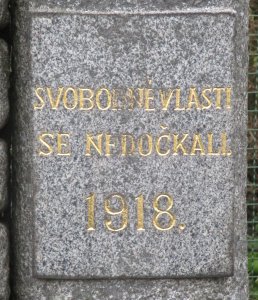 SVOBODNÉ VLASTI
SE NEDOČKALI.
1918.